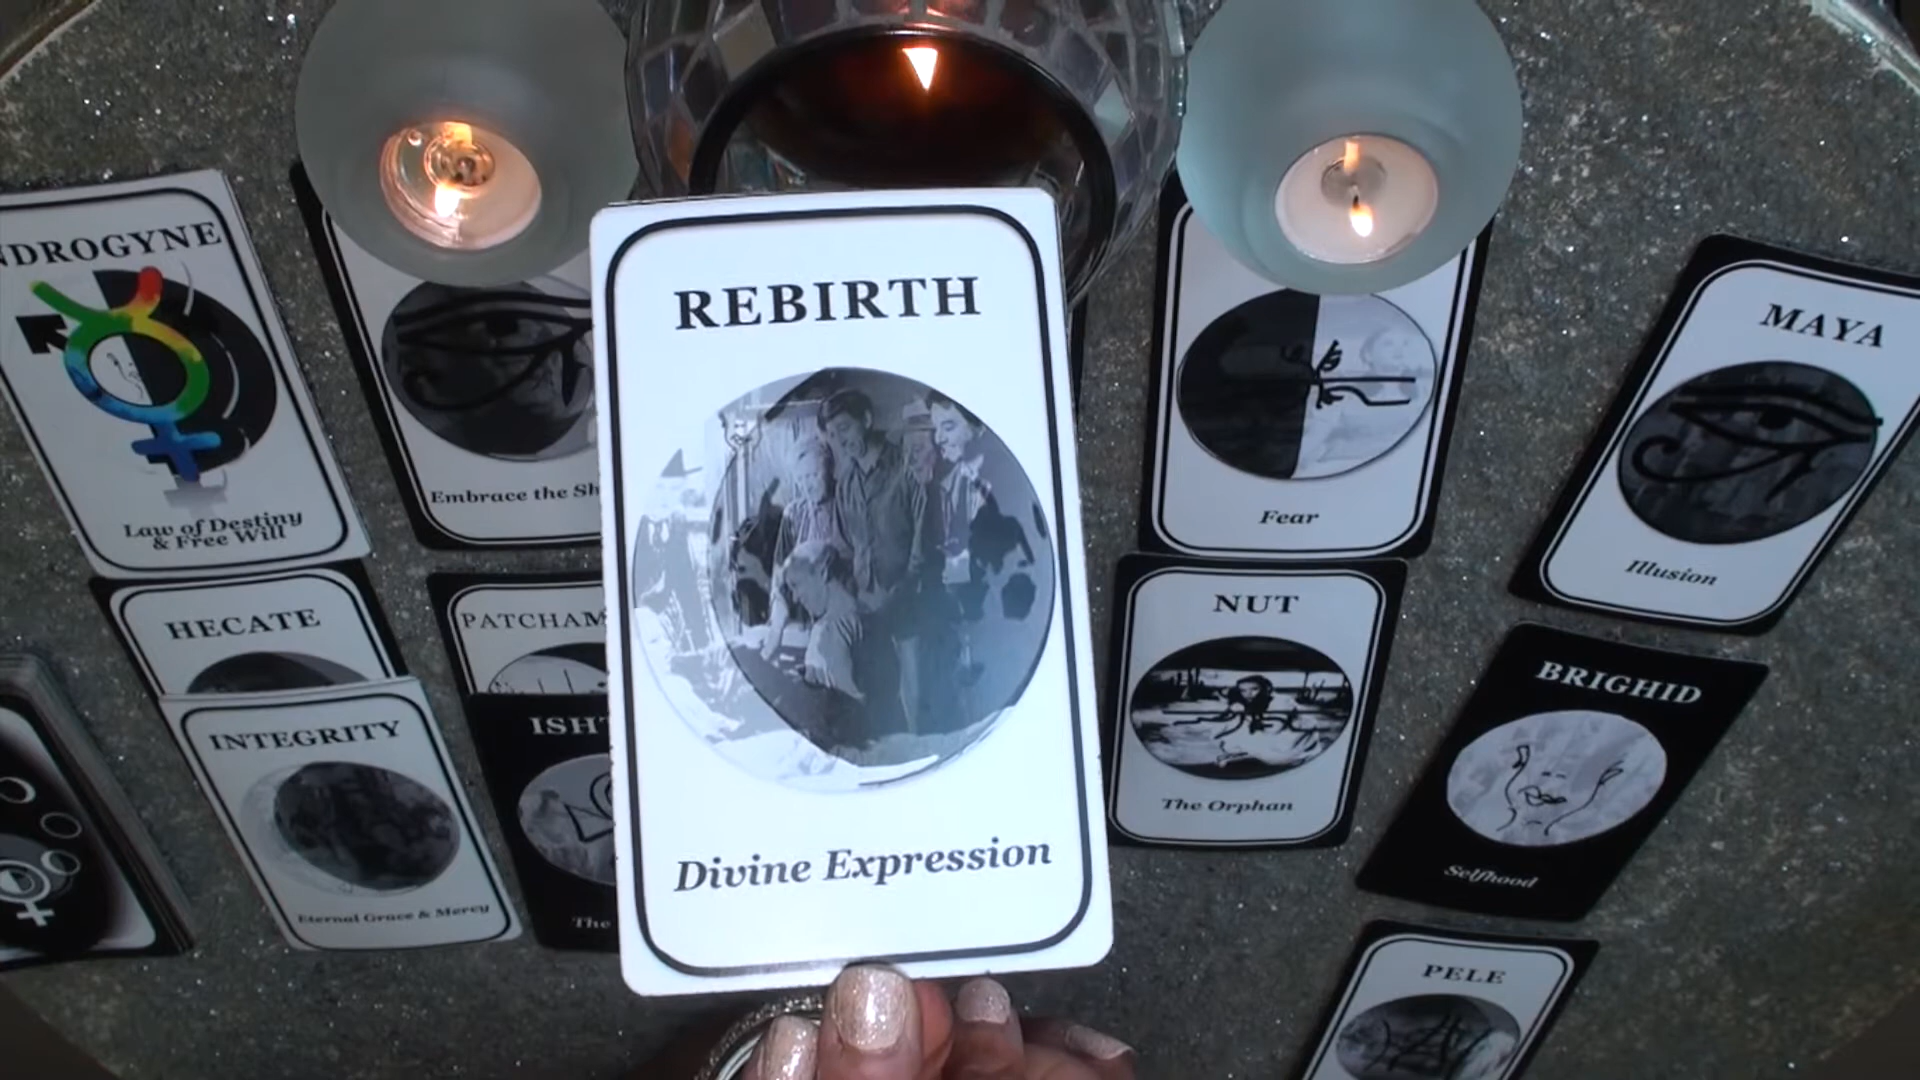 NDROGYNE
Law of Destiny
& Free Will
Embrace the Sh
REBIRTH
Divine Expression
Fear
MAYA
Illusion
HECATE
PATCHAM
INTEGRITY
Eternal Grace & Mercy
ISHT
The
NUT
The Orphan
BRIGHID
Selfhood
PELE